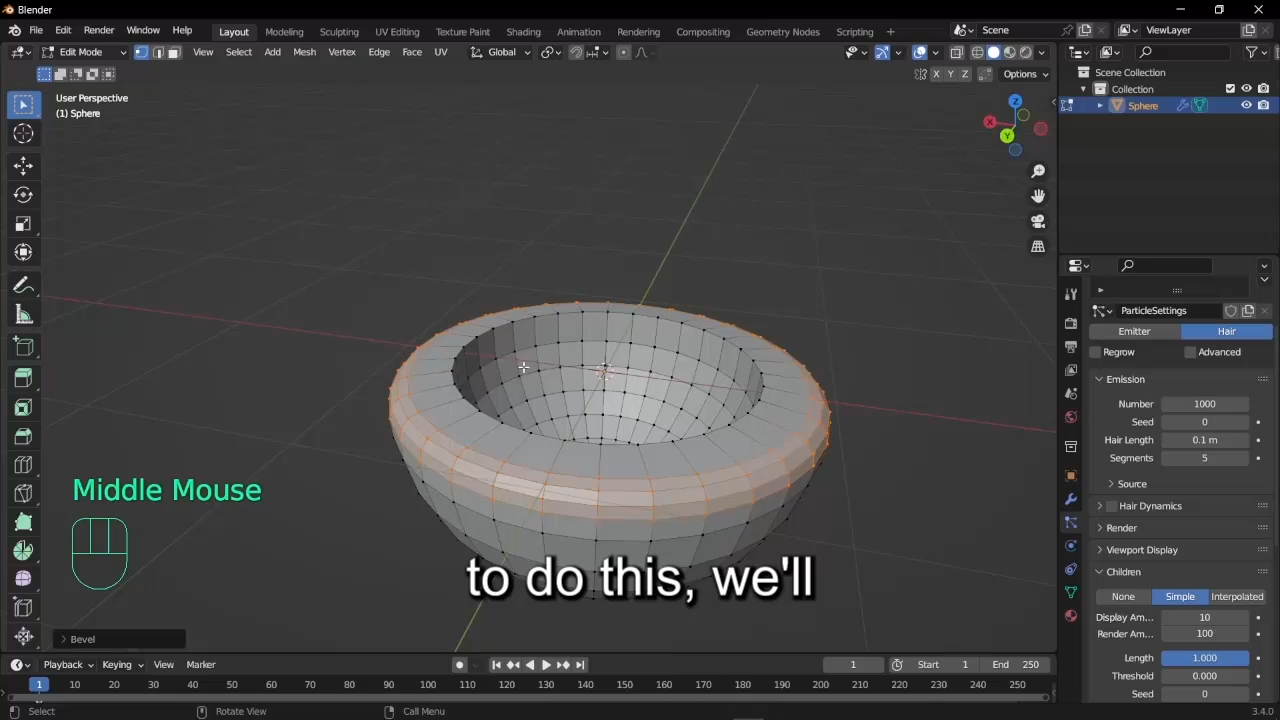 Blender
File Edit Render Window Help Layout Modeling Sculpting UV Editing Texture Paint Shading Animation Rendering Compositing Geometry Nodes Scripting Scene ViewLayer
Edit Mode View Select Add Mesh Vertex Edge Face UV Global
X Y Z Options
User Perspective
(1) Sphere
Z
X
Y
Scene Collection
Collection
Sphere
ParticleSettings
Emitter Hair
Regrow Advanced
Emission
Number 1000
Seed 0
Hair Length 0.1 m
Segments 5
Source
Hair Dynamics
Render
Viewport Display
Children
None Simple Interpolated
Display Am... 10
Render Am... 100
Length 1.000
Threshold 0.000
Seed 0
Middle Mouse
to do this, we'll
Bevel
Playback Keying View Marker 1 Start 1 End 250
1 10 20 30 40 50 60 70 80 90 100 110 120 130 140 150 160 170 180 190 200 210 220 230 240 250
Select Rotate View Call Menu 3.4.0